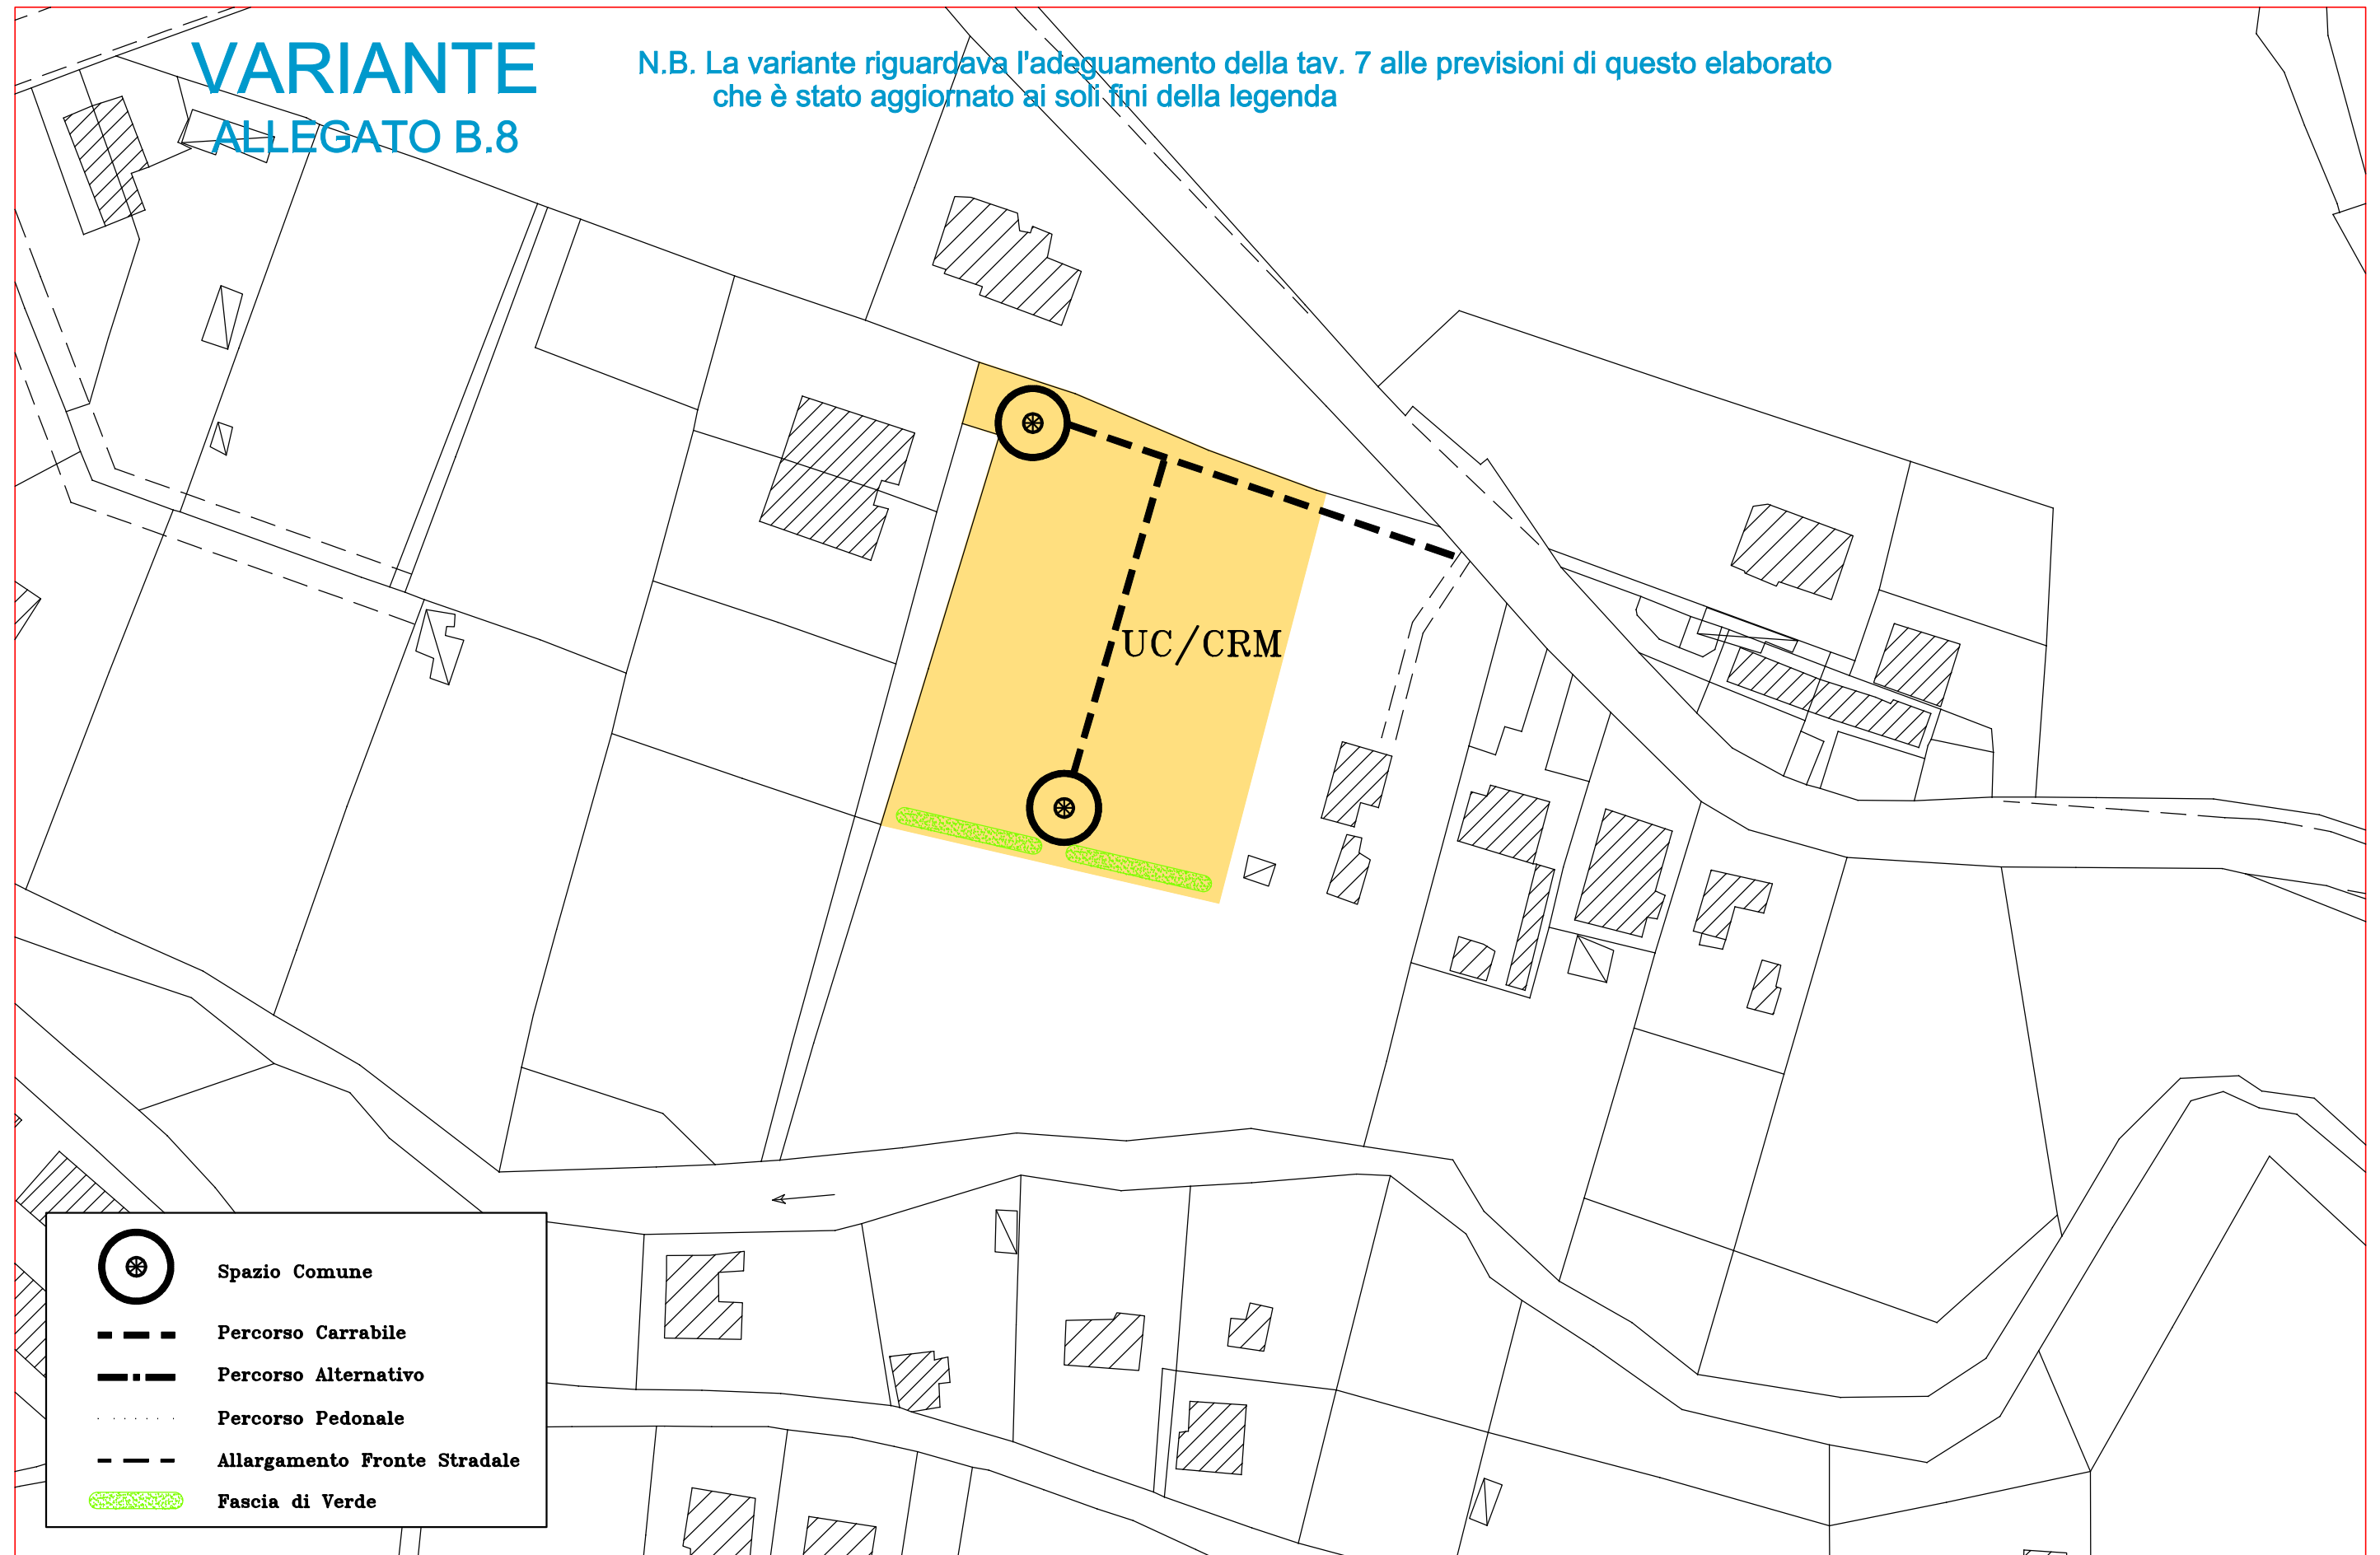 VARIANTE
ALLEGATO B.8
N.B. La variante riguardava l'adeguamento della tav. 7 alle previsioni di questo elaborato
che è stato aggiornato ai soli fini della legenda
UC/CRM
Spazio Comune
Percorso Carrabile
Percorso Alternativo
Percorso Pedonale
Allargamento Fronte Stradale
Fascia di Verde